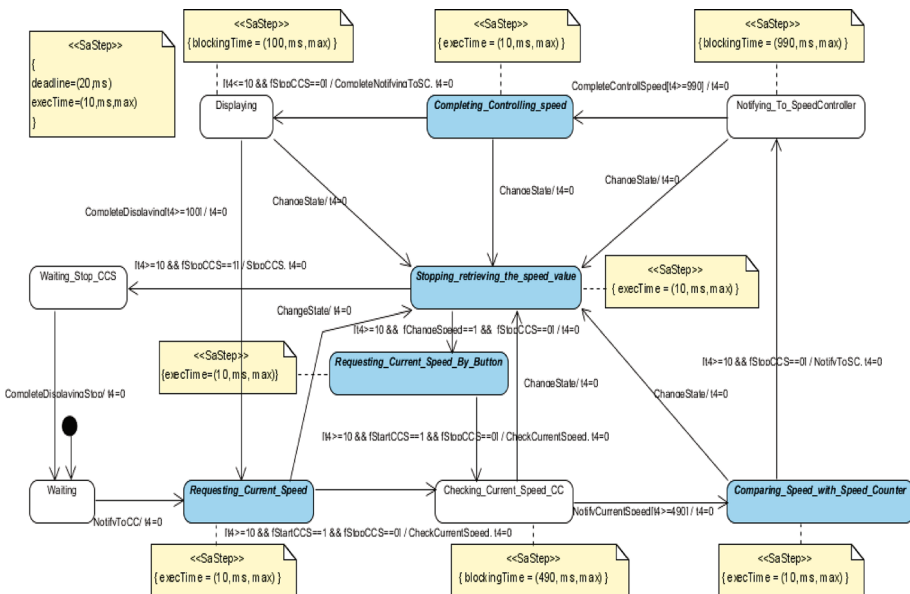 <<SaStep>>
{ blockingTime = (100, ms, max) }
<<SaStep>>
{ execTime = (10, ms, max) }
<<SaStep>>
{ blockingTime = (990, ms, max) }
<<SaStep>>
{
deadline=(20,ms)
execTime=(10,ms,max)
}
[t4<=10 && fStopCCS==0] / CompleteNotifyingToSC, t4=0
CompleteControllSpeed[t4>=990] / t4=0
Displaying
Completing_Controlling_speed
Notifying_To_SpeedController
ChangeState/ t4=0
ChangeState/ t4=0
ChangeState/ t4=0
CompleteDisplaying[t4>=100] / t4=0
Waiting_Stop_CCS
[t4>=10 && fStopCCS==1] / StopCCS, t4=0
Stopping_retrieving_the_speed_value
<<SaStep>>
{ execTime = (10, ms, max) }
ChangeState/ t4=0
[t4>=10 && fChangeSpeed==1 && fStopCCS==0] / t4=0
<<SaStep>>
{execTime=(10, ms, max)}
Requesting_Current_Speed_By_Button
[t4>=10 && fStopCCS==0] / NotifyToSC, t4=0
CompleteDisplayingStop/ t4=0
ChangeState/ t4=0
ChangeState/ t4=0
[t4>=10 && fStartCCS==1 && fStopCCS==0] / CheckCurrentSpeed, t4=0
Waiting
Requesting_Current_Speed
Checking_Current_Speed_CC
Comparing_Speed_with_Speed_Counter
NotifyToCC/ t4=0
NotifyCurrentSpeed[t4>=490] / t4=0
[t4>=10 && fStartCCS==1 && fStopCCS==0] / CheckCurrentSpeed, t4=0
<<SaStep>>
{ execTime = (10, ms, max) }
<<SaStep>>
{ blockingTime = (490, ms, max) }
<<SaStep>>
{ execTime = (10, ms, max) }